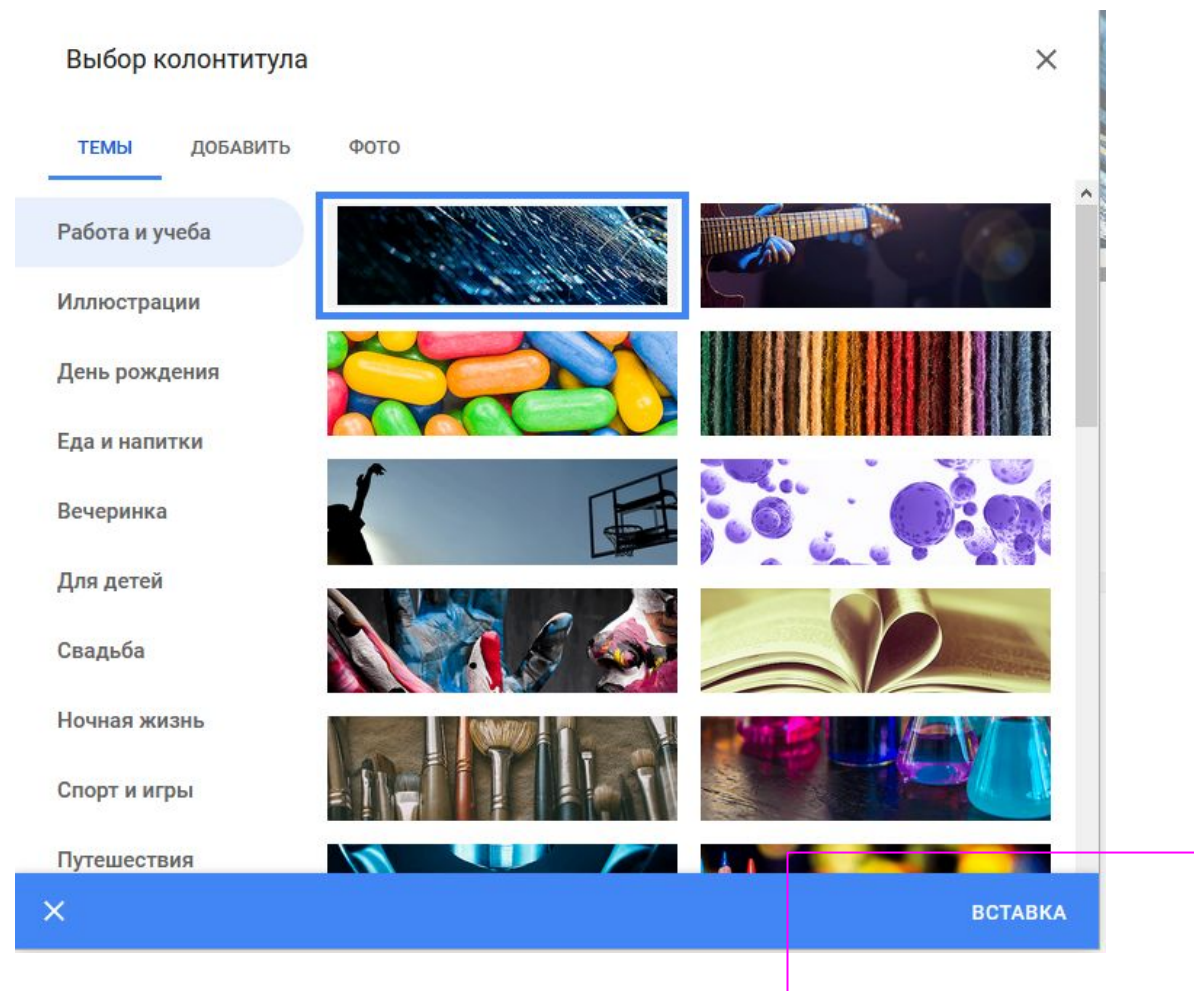 Выбор колонтитула
ТЕМЫ ДОБАВИТЬ ФОТО
Работа и учеба
Иллюстрации
День рождения
Еда и напитки
Вечеринка
Для детей
Свадьба
Ночная жизнь
Спорт и игры
Путешествия
ВСТАВКА